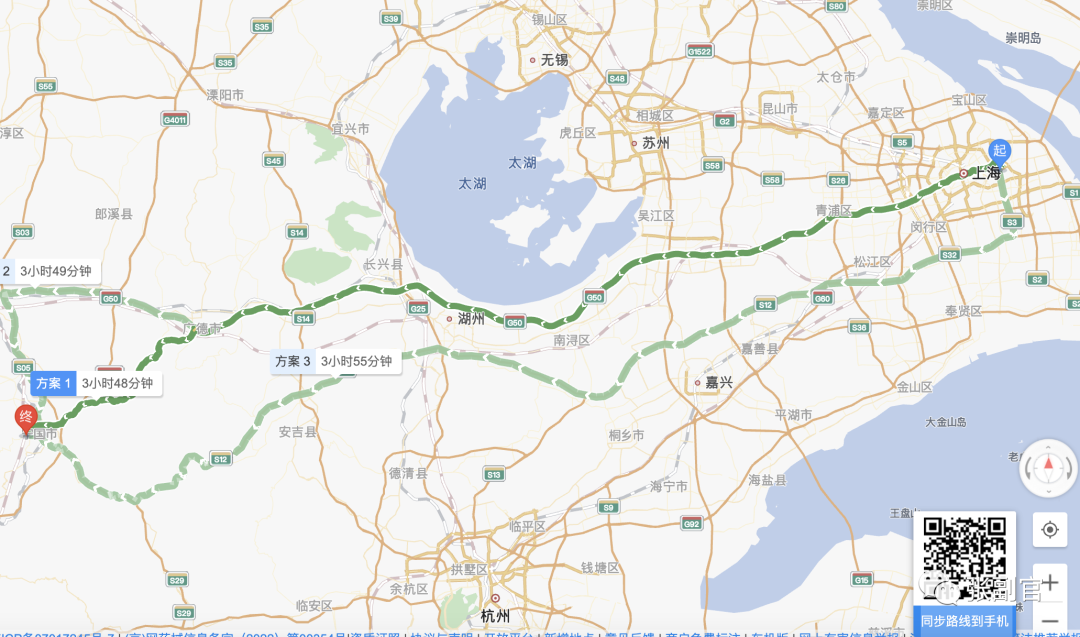 S80
崇明区
S39
锡山区
S35
崇明岛
G1522
无锡
S35
S48
太仓市
S55
溧阳市
宝山区
昆山市
嘉定区
G4011
相城区
G2
宜兴市
虎丘区
淳区
苏州
S5
起
S45
太湖
S58
上海
太湖
S58
S26
S1
郎溪县
青浦区
吴江区
S3
S03
S14
闵行区
S32
长兴县
松江区
2 3小时49分钟
S2
G50
G50
G60
S12
G25
S2
S14
湖州
G50
奉贤区
广德市
S36
南浔区
嘉善县
方案 3 3小时55分钟
S05
方案 1 3小时48分钟
嘉兴
金山区
终
平湖市
大金山岛
国市
安吉县
桐乡市
S12
老
德清县
S13
海盐县
海宁市
S9
王盘山
G92
临平区
拱墅区
钱塘区
S29
G15
余杭区
张副官
临安区
S29
杭州
同步路线到手机